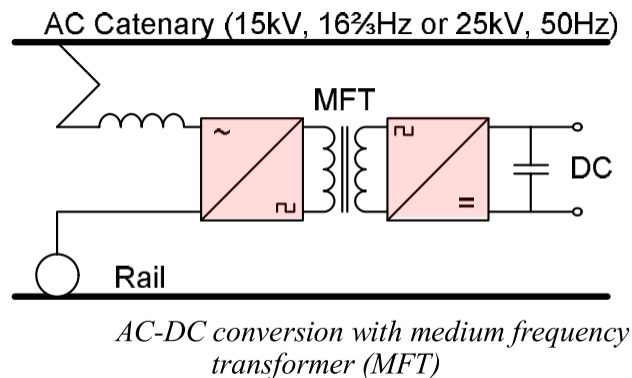 AC Catenary (15kV, 16⅔Hz or 25kV, 50Hz)
MFT
~
=
DC
Rail
AC-DC conversion with medium frequency
transformer (MFT)